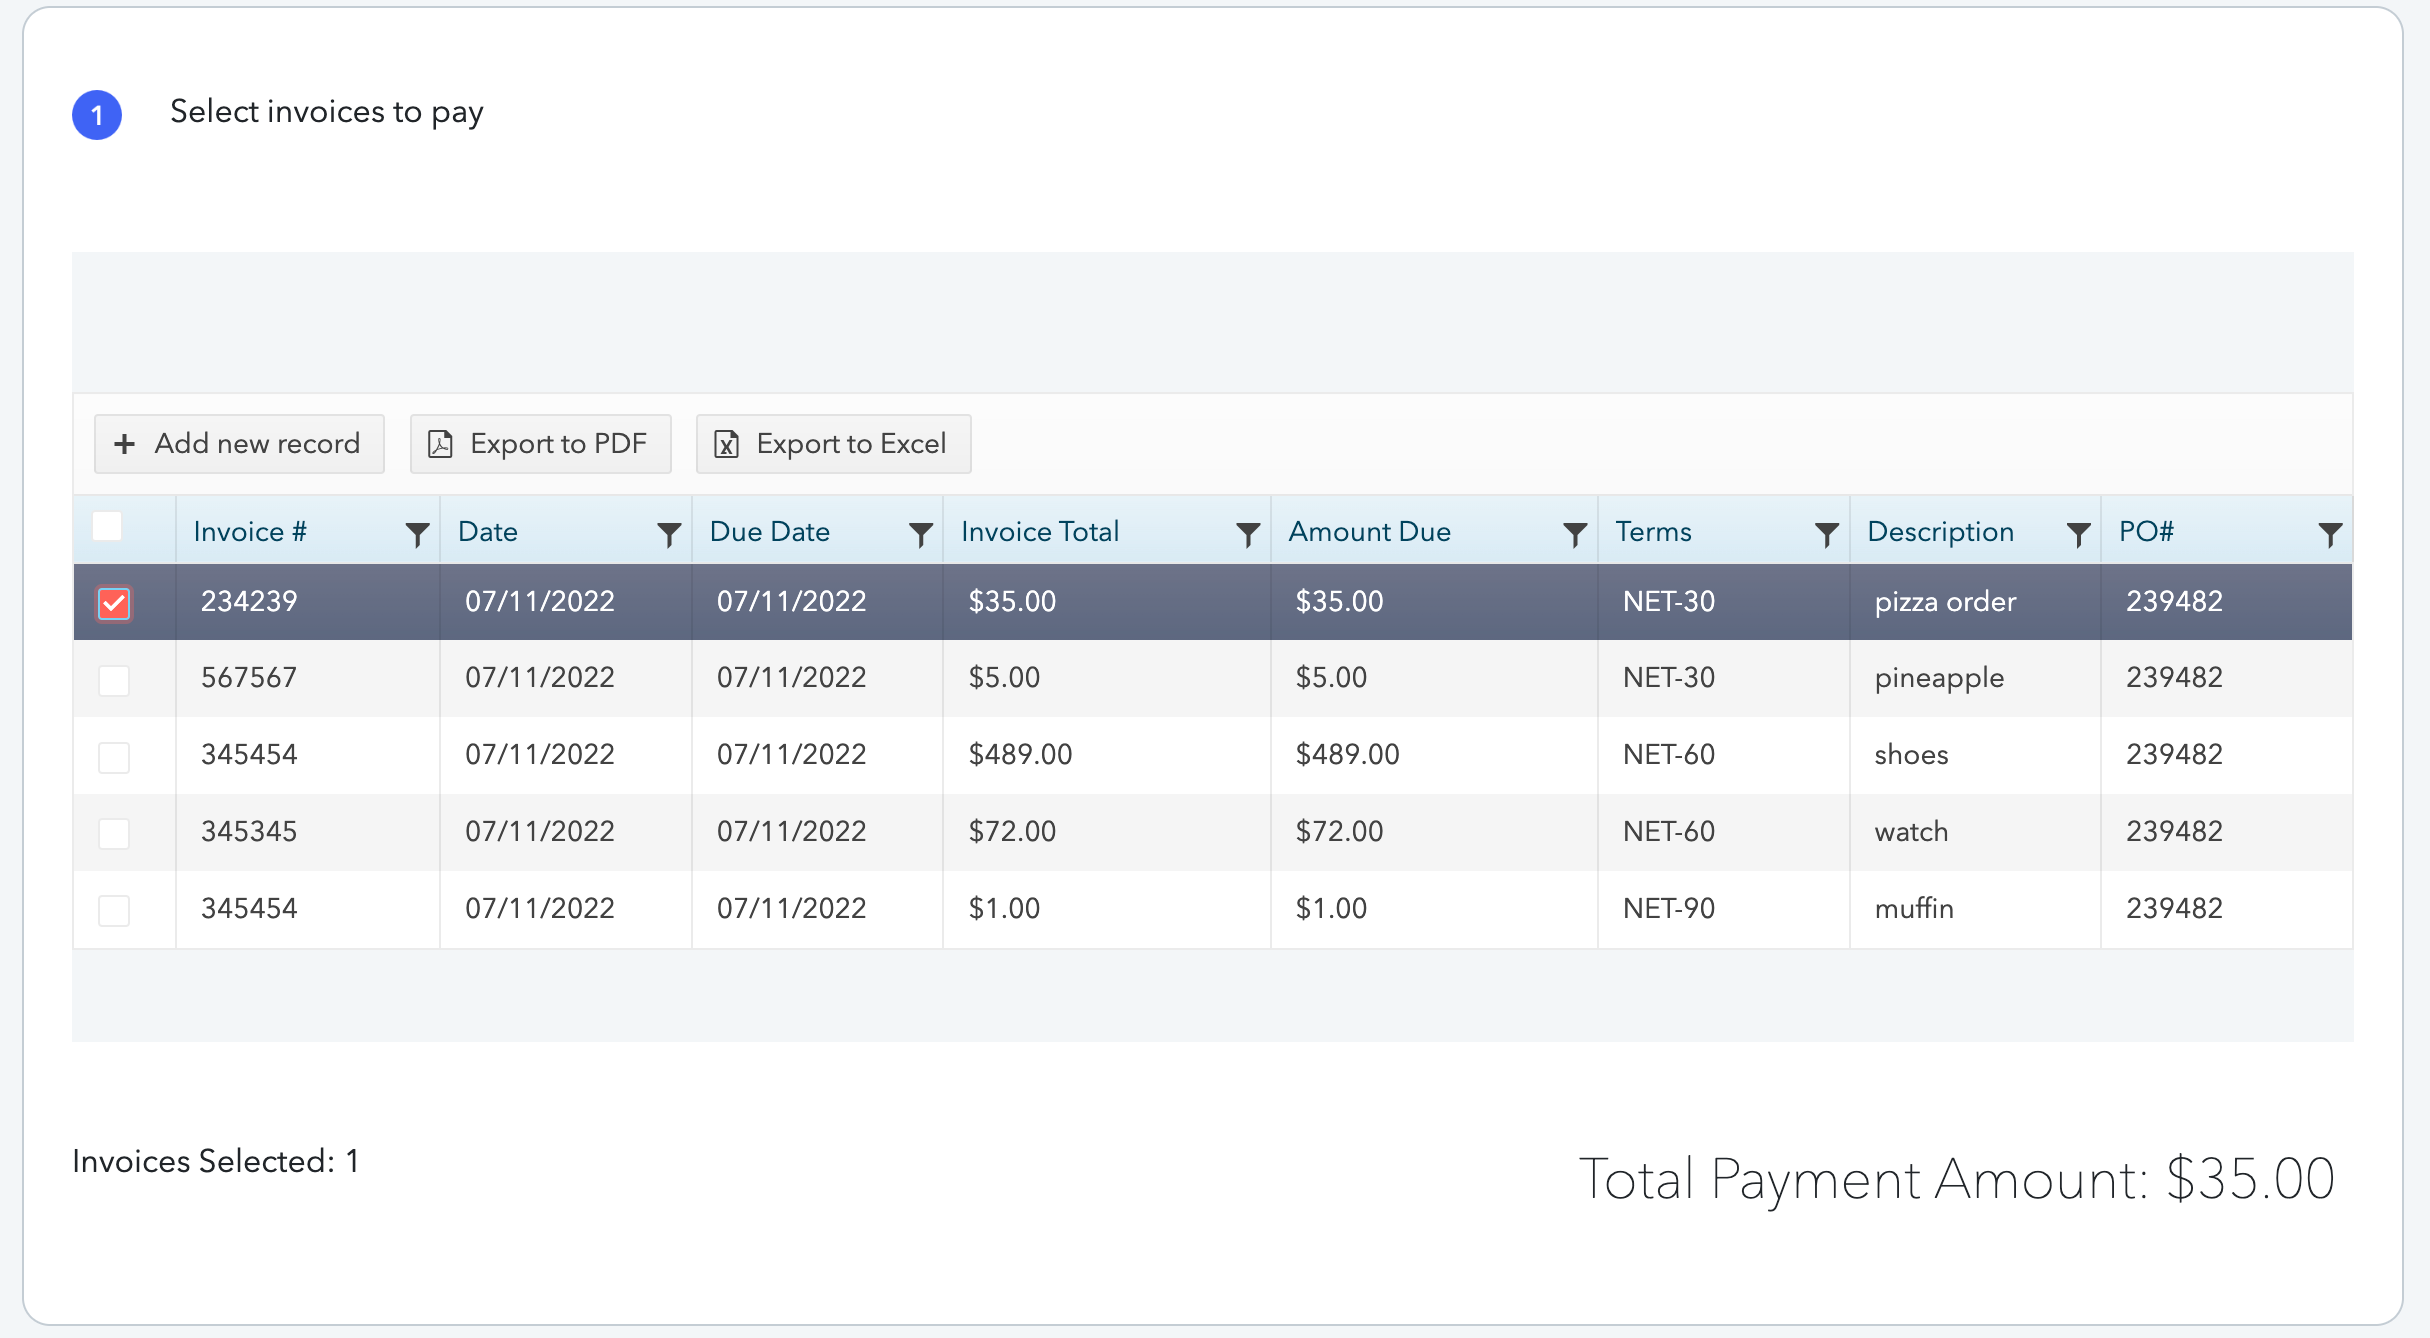 1 Select invoices to pay
Add new record Export to PDF Export to Excel
Invoice # Date Due Date Invoice Total Amount Due Terms Description PO#
234239 07/11/2022 07/11/2022 $35.00 $35.00 NET-30 pizza order 239482
567567 07/11/2022 07/11/2022 $5.00 $5.00 NET-30 pineapple 239482
345454 07/11/2022 07/11/2022 $489.00 $489.00 NET-60 shoes 239482
345345 07/11/2022 07/11/2022 $72.00 $72.00 NET-60 watch 239482
345454 07/11/2022 07/11/2022 $1.00 $1.00 NET-90 muffin 239482
Invoices Selected: 1 Total Payment Amount: $35.00